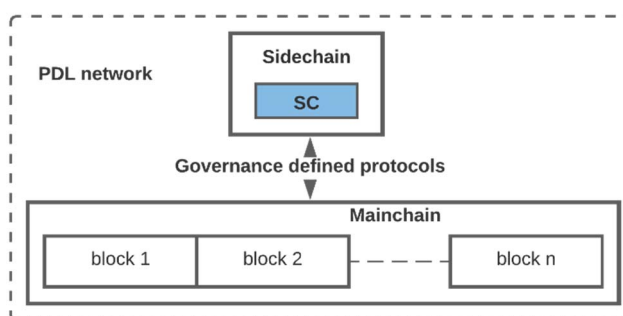 Sidechain
PDL network
SC
Governance defined protocols
Mainchain
block 1
block 2
block n